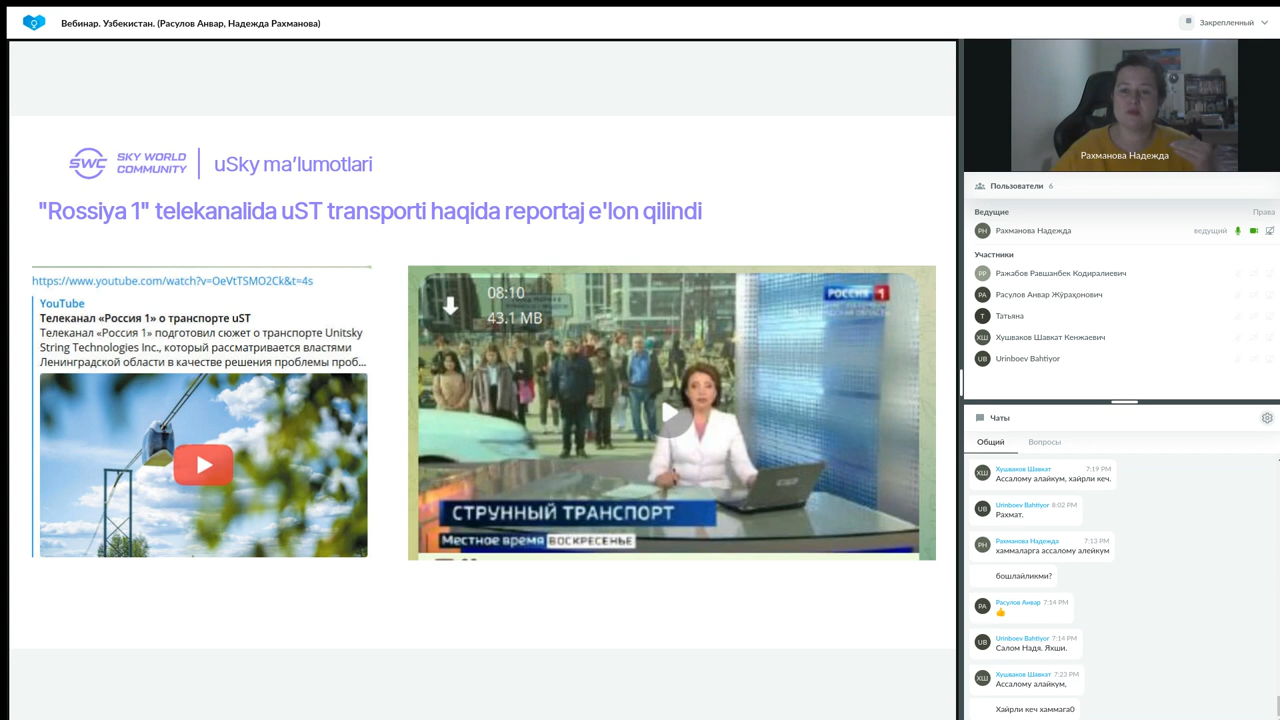 Вебинар. Узбекистан. (Расулов Анвар, Надежда Рахманова)
Закрепленный
SWC
SKY WORLD
COMMUNITY
uSky ma’lumotlari
"Rossiya 1" telekanalida uST transporti haqida reportaj e'lon qilindi
https://www.youtube.com/watch?v=OeVtTSMO2Ck&t=4s
YouTube
Телеканал «Россия 1» о транспорте uST
Телеканал «Россия 1» подготовил сюжет о транспорте Unitsky
String Technologies Inc., который рассматривается властями
Ленинградской области в качестве решения проблемы проб...
08:10
43.1 MB
РОССИЯ 1
СТРУННЫЙ ТРАНСПОРТ
Местное время ВОСКРЕСЕНЬЕ
Рахманова Надежда
Пользователи 6
Ведущие
Права
РН Рахманова Надежда
ведущий
Участники
РР Ражабов Равшанбек Кодиралиевич
РА Расулов Анвар Жўраҳонович
Т Татьяна
ХШ Хушваков Шавкат Кенжаевич
UB Urinboev Bahtiyor
Чаты
Общий
Вопросы
ХШ Хушваков Шавкат 7:19 PM
Ассалому алайкум, хайрли кеч.
UB Urinboev Bahtiyor 8:02 PM
Рахмат.
РН Рахманова Надежда 7:13 PM
хаммаларга ассалому алейкум
бошлайликми?
РА Расулов Анвар 7:14 PM
👍
UB Urinboev Bahtiyor 7:14 PM
Салом Надя. Яхши.
ХШ Хушваков Шавкат 7:23 PM
Ассалому алайкум,
Хайрли кеч хаммага0